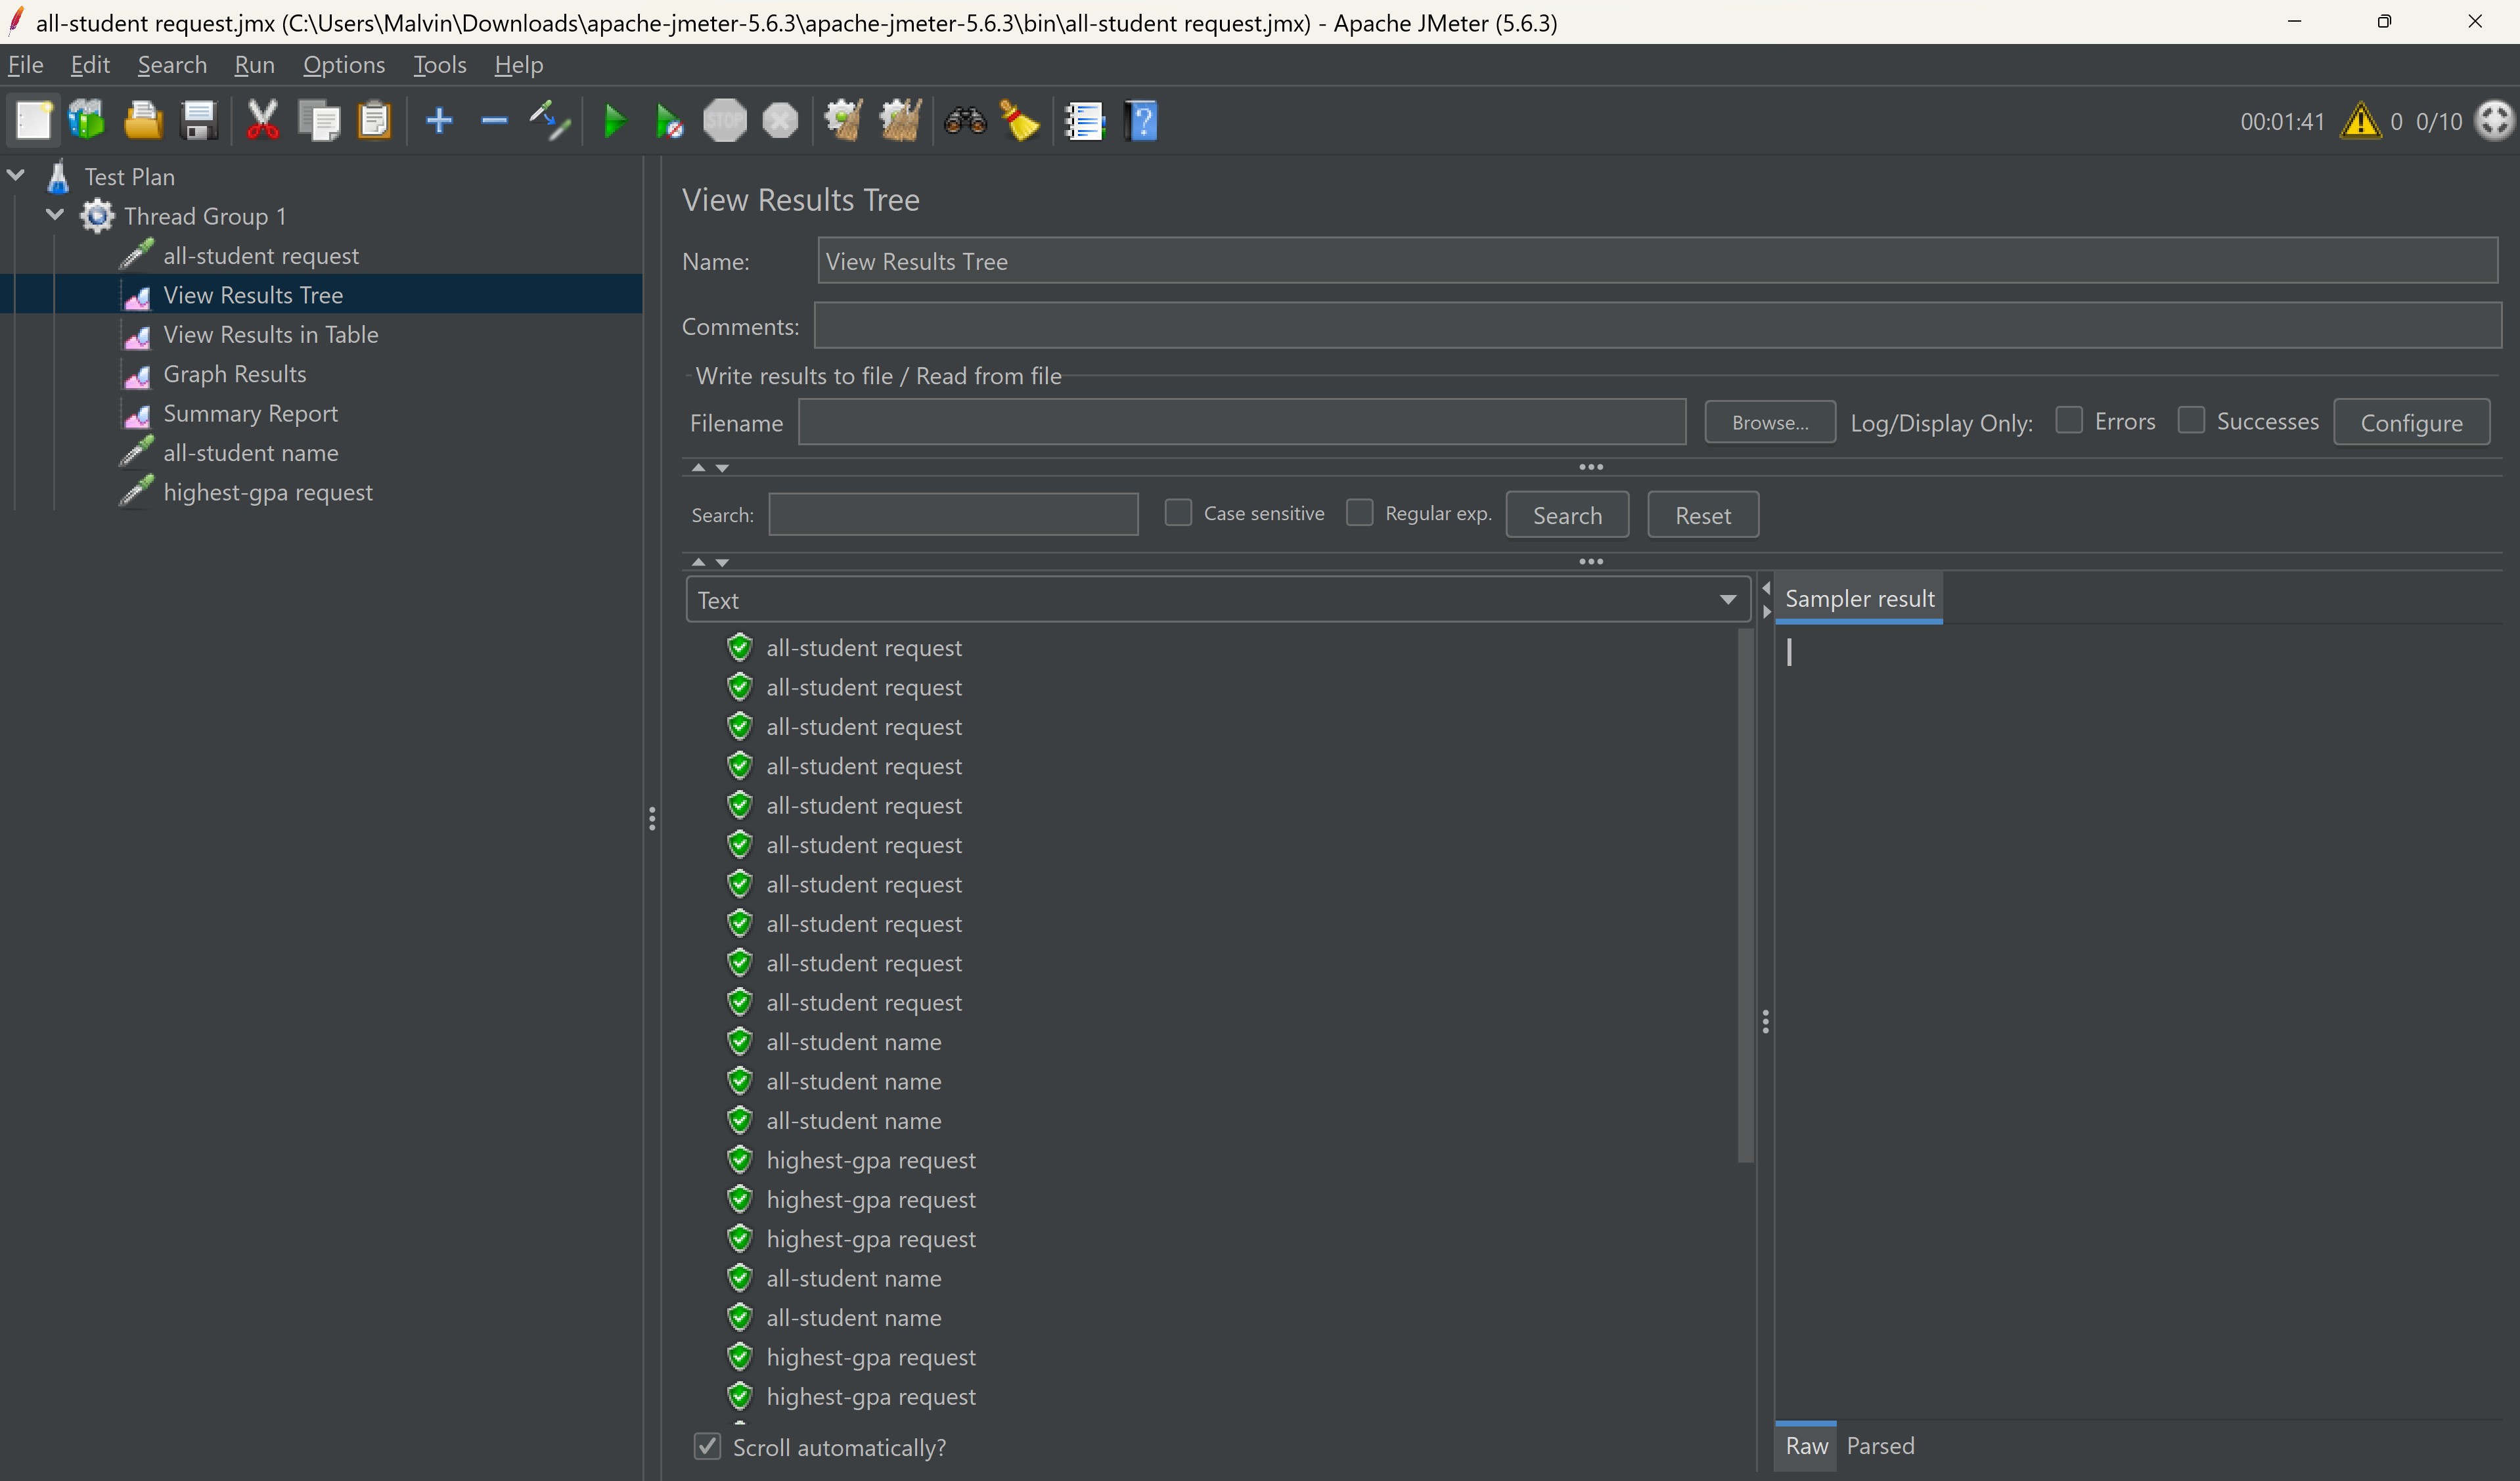 all-student request.jmx (C:\Users\Malvin\Downloads\apache-jmeter-5.6.3\apache-jmeter-5.6.3\bin\all-student request.jmx) - Apache JMeter (5.6.3)
File Edit Search Run Options Tools Help
STOP
00:01:41 0 0/10
Test Plan
Thread Group 1
all-student request
View Results Tree
View Results in Table
Graph Results
Summary Report
all-student name
highest-gpa request
View Results Tree
Name: View Results Tree
Comments:
Write results to file / Read from file
Filename Browse... Log/Display Only: Errors Successes Configure
Search: Case sensitive Regular exp. Search Reset
Text
all-student request
all-student request
all-student request
all-student request
all-student request
all-student request
all-student request
all-student request
all-student request
all-student request
all-student name
all-student name
all-student name
highest-gpa request
highest-gpa request
highest-gpa request
all-student name
all-student name
highest-gpa request
highest-gpa request
Scroll automatically?
Sampler result
Raw Parsed